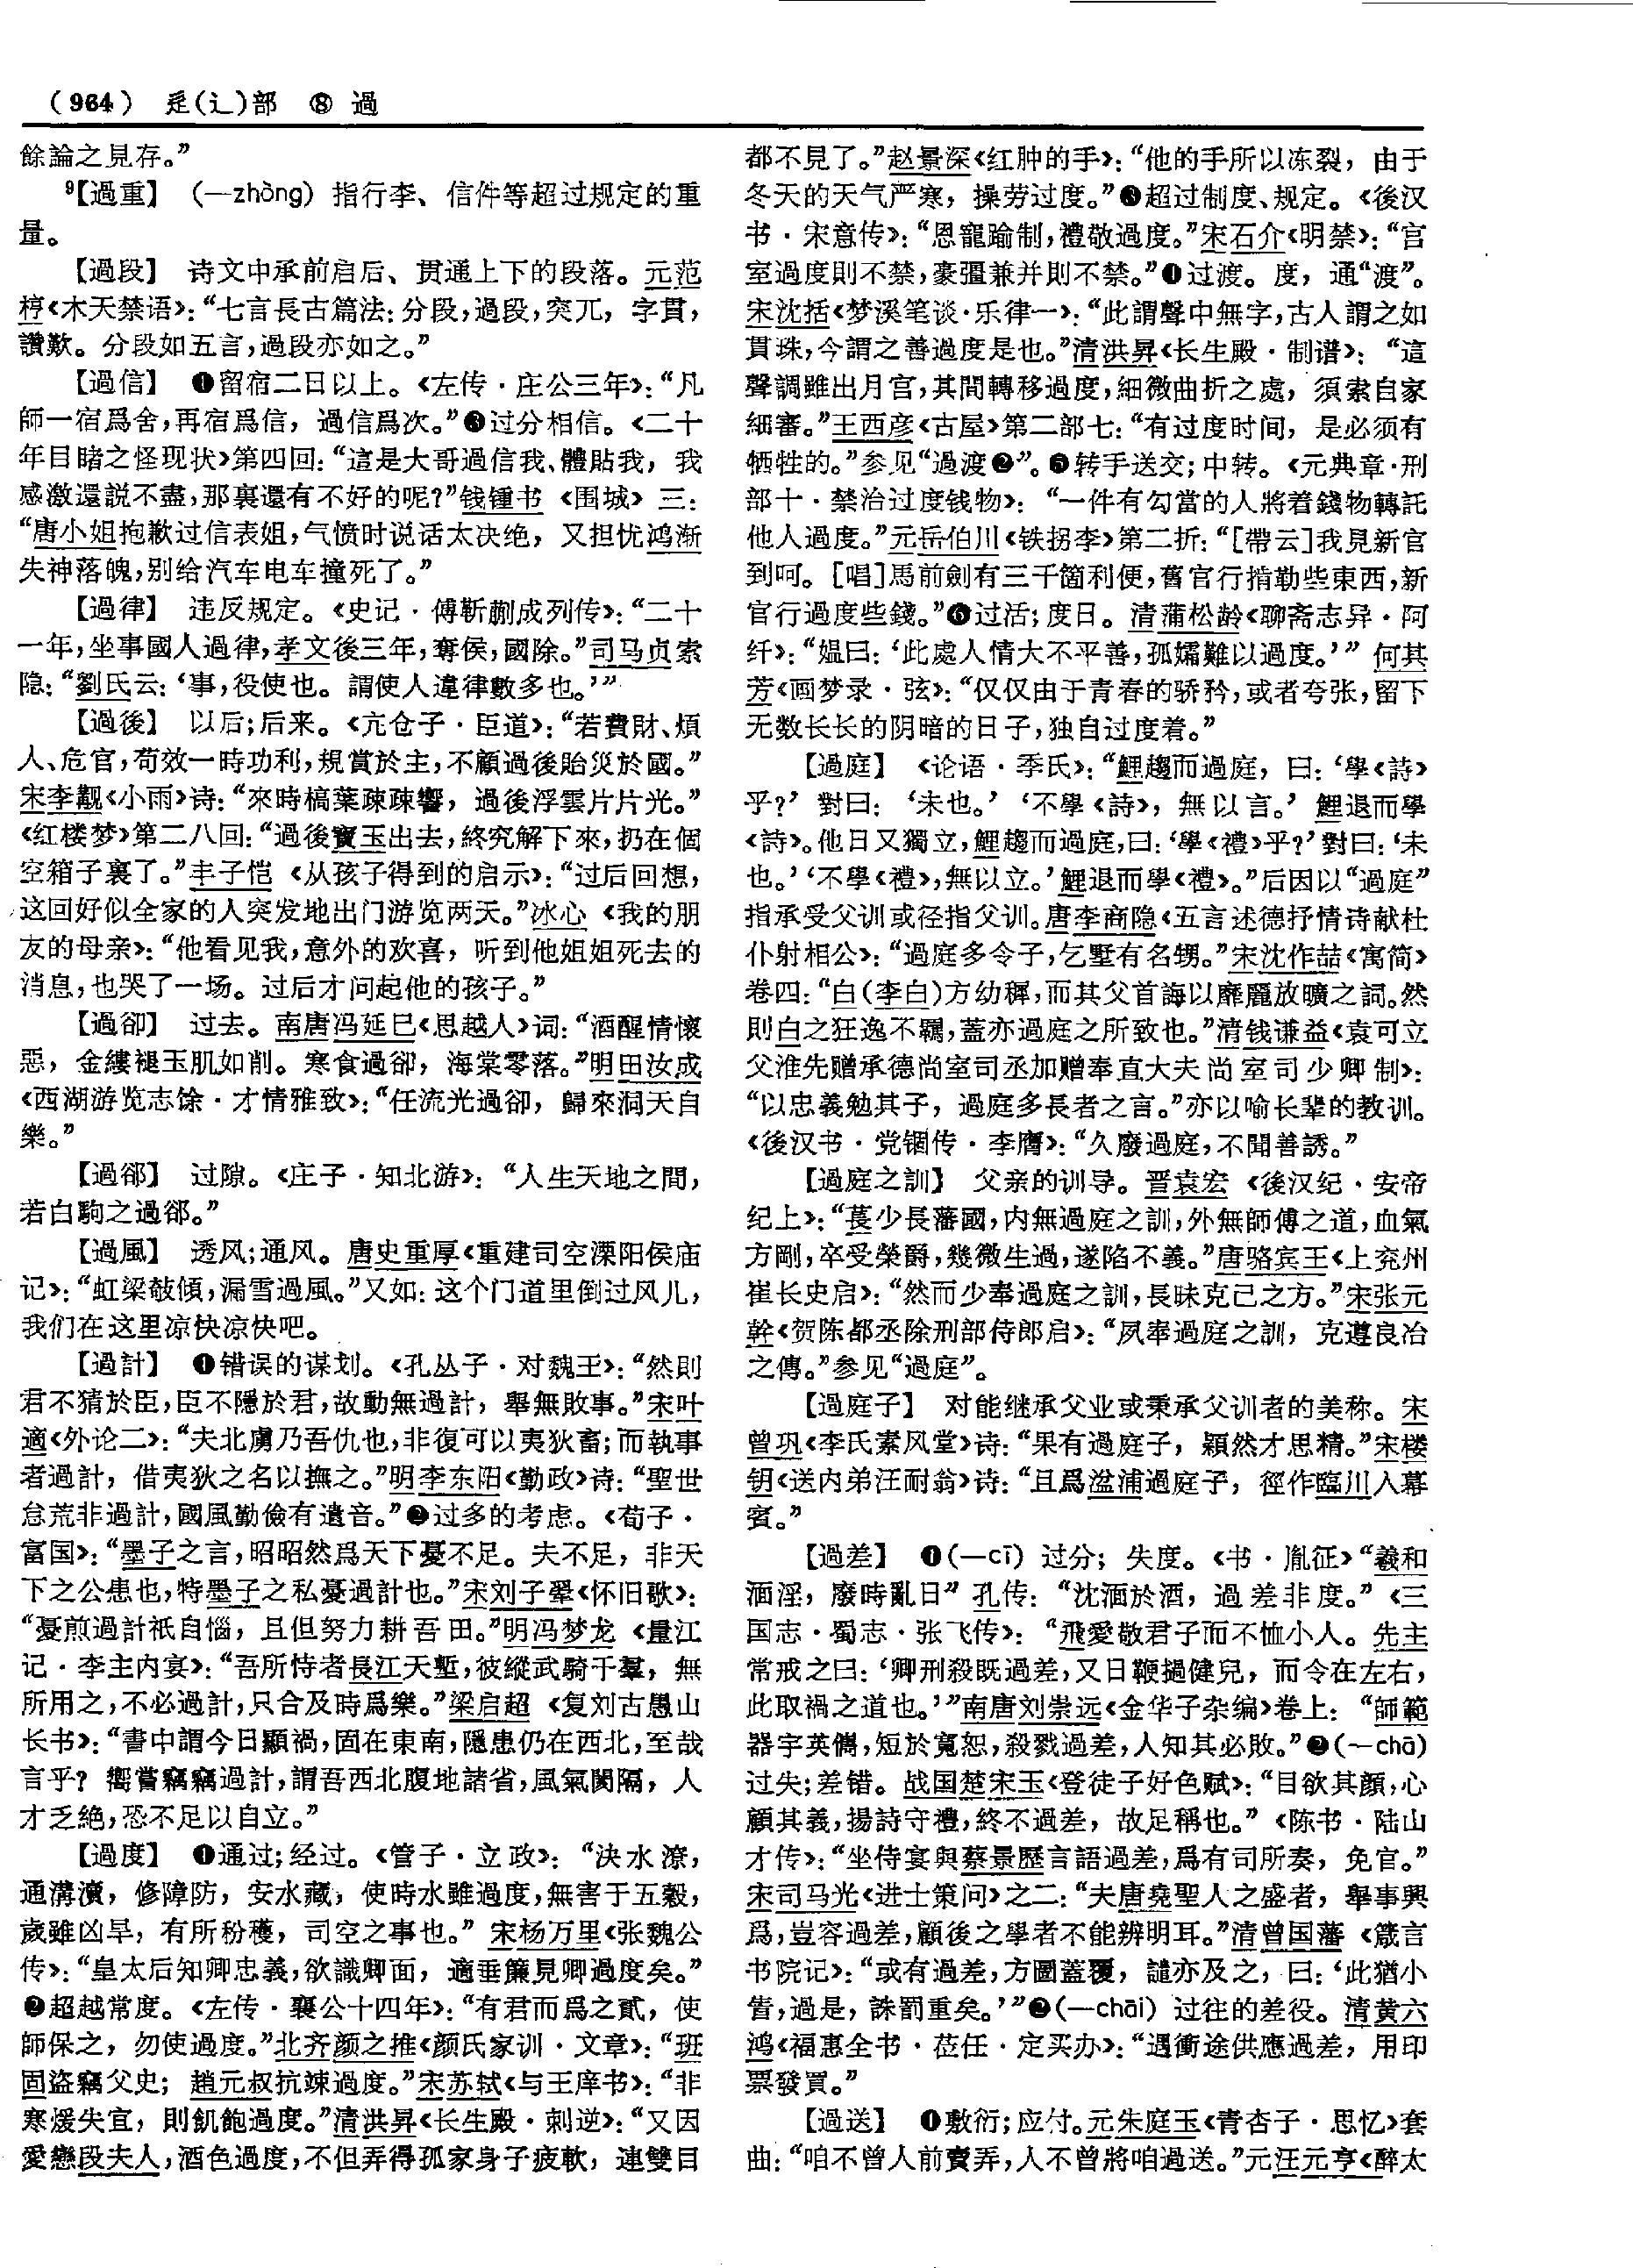 （964） 辵(辶)部 ⑧ 過
餘論之見存。”
⁹【過重】 （—zhòng）指行李、信件等超过规定的重
量。
【過段】 诗文中承前启后、贯通上下的段落。元范
梈《木天禁语》：“七言長古篇法：分段，過段，突兀，字貫，
讚歎。分段如五言，過段亦如之。”
【過信】 ❶留宿二日以上。《左传·庄公三年》：“凡
師一宿爲舍，再宿爲信，過信爲次。”❷过分相信。《二十
年目睹之怪现状》第四回：“這是大哥過信我、體貼我，我
感激還説不盡，那裏還有不好的呢？”钱锺书《围城》三：
“唐小姐抱歉过信表姐，气愤时说话太决绝，又担忧鸿渐
失神落魄，别给汽车电车撞死了。”
【過律】 违反规定。《史记·傅靳蒯成列传》：“二十
一年，坐事國人過律，孝文後三年，奪侯，國除。”司马贞索
隐：“劉氏云：‘事，役使也。謂使人違律數多也。’”
【過後】 以后；后来。《亢仓子·臣道》：“若費財、煩
人、危官，苟效一時功利，規賞於主，不顧過後貽災於國。”
宋李觏《小雨》诗：“來時槁葉疎疎響，過後浮雲片片光。”
《红楼梦》第二八回：“過後寶玉出去，終究解下來，扔在個
空箱子裏了。”丰子恺《从孩子得到的启示》：“过后回想，
这回好似全家的人突发地出门游览两天。”冰心《我的朋
友的母亲》：“他看见我，意外的欢喜，听到他姐姐死去的
消息，也哭了一场。过后才问起他的孩子。”
【過卻】 过去。南唐冯延巳《思越人》词：“酒醒情懷
惡，金縷褪玉肌如削。寒食過卻，海棠零落。”明田汝成
《西湖游览志馀·才情雅致》：“任流光過卻，歸來洞天自
樂。”
【過郤】 过隙。《庄子·知北游》：“人生天地之間，
若白駒之過郤。”
【過風】 透风；通风。唐史重厚《重建司空溧阳侯庙
记》：“虹梁攲傾，漏雪過風。”又如：这个门道里倒过风儿，
我们在这里凉快凉快吧。
【過計】 ❶错误的谋划。《孔丛子·对魏王》：“然則
君不猜於臣，臣不隱於君，故動無過計，舉無敗事。”宋叶
適《外论二》：“夫北虜乃吾仇也，非復可以夷狄畜；而執事
者過計，借夷狄之名以撫之。”明李东阳《勤政》诗：“聖世
怠荒非過計，國風勤儉有遺音。”❷过多的考虑。《荀子·
富国》：“墨子之言，昭昭然爲天下憂不足。夫不足，非天
下之公患也，特墨子之私憂過計也。”宋刘子翚《怀旧歌》：
“憂煎過計祇自惱，且但努力耕吾田。”明冯梦龙《量江
记·李主内宴》：“吾所恃者長江天塹，彼縱武騎千羣，無
所用之，不必過計，只合及時爲樂。”梁启超《复刘古愚山
长书》：“書中謂今日顯禍，固在東南，隱患仍在西北，至哉
言乎？嚮嘗竊竊過計，謂吾西北腹地諸省，風氣閡隔，人
才乏絶，恐不足以自立。”
【過度】 ❶通过；经过。《管子·立政》：“決水潦，
通溝瀆，修障防，安水藏，使時水雖過度，無害于五穀，
歲雖凶旱，有所秎穫，司空之事也。”宋杨万里《张魏公
传》：“皇太后知卿忠義，欲識卿面，適垂簾見卿過度矣。”
❷超越常度。《左传·襄公十四年》：“有君而爲之貳，使
師保之，勿使過度。”北齐颜之推《颜氏家训·文章》：“班
固盗竊父史；趙元叔抗竦過度。”宋苏轼《与王庠书》：“非
寒煖失宜，則飢飽過度。”清洪昇《长生殿·刺逆》：“又因
愛戀段夫人，酒色過度，不但弄得孤家身子疲軟，連雙目
都不見了。”赵景深《红肿的手》：“他的手所以冻裂，由于
冬天的天气严寒，操劳过度。”❸超过制度、规定。《後汉
书·宋意传》：“恩寵踰制，禮敬過度。”宋石介《明禁》：“宫
室過度則不禁，豪彊兼并則不禁。”❹过渡。度，通“渡”。
宋沈括《梦溪笔谈·乐律一》：“此謂聲中無字，古人謂之如
貫珠，今謂之善過度是也。”清洪昇《长生殿·制谱》：“這
聲調雖出月宫，其間轉移過度，細微曲折之處，須索自家
細審。”王西彦《古屋》第二部七：“有过度时间，是必须有
牺牲的。”参见“過渡❷”。❺转手送交；中转。《元典章·刑
部十·禁治过度钱物》：“一件有勾當的人將着錢物轉託
他人過度。”元岳伯川《铁拐李》第二折：“[帶云]我見新官
到呵。[唱]馬前劍有三千箇利便，舊官行掯勒些東西，新
官行過度些錢。”❻过活；度日。清蒲松龄《聊斋志异·阿
纤》：“媪曰：‘此處人情大不平善，孤孀難以過度。’”何其
芳《画梦录·弦》：“仅仅由于青春的骄矜，或者夸张，留下
无数长长的阴暗的日子，独自过度着。”
【過庭】 《论语·季氏》：“鯉趨而過庭，曰：‘學《詩》
乎？’對曰：‘未也。’‘不學《詩》，無以言。’鯉退而學
《詩》。他日又獨立，鯉趨而過庭，曰：‘學《禮》乎？’對曰：‘未
也。’‘不學《禮》，無以立。’鯉退而學《禮》。”后因以“過庭”
指承受父训或径指父训。唐李商隐《五言述德抒情诗献杜
仆射相公》：“過庭多令子，乞墅有名甥。”宋沈作喆《寓简》
卷四：“白(李白)方幼穉，而其父首誨以靡麗放曠之詞。然
則白之狂逸不羈，蓋亦過庭之所致也。”清钱谦益《袁可立
父淮先赠承德尚室司丞加赠奉直大夫尚室司少卿制》：
“以忠義勉其子，過庭多長者之言。”亦以喻长辈的教训。
《後汉书·党锢传·李膺》：“久廢過庭，不聞善誘。”
【過庭之訓】 父亲的训导。晋袁宏《後汉纪·安帝
纪上》：“萇少長藩國，内無過庭之訓，外無師傅之道，血氣
方剛，卒受榮爵，幾微生過，遂陷不義。”唐骆宾王《上兖州
崔长史启》：“然而少奉過庭之訓，長昧克己之方。”宋张元
幹《贺陈都丞除刑部侍郎启》：“夙奉過庭之訓，克遵良冶
之傳。”参见“過庭”。
【過庭子】 对能继承父业或秉承父训者的美称。宋
曾巩《李氏素风堂》诗：“果有過庭子，穎然才思精。”宋楼
钥《送内弟汪耐翁》诗：“且爲湓浦過庭子，徑作臨川入幕
賓。”
【過差】 ❶(—cī) 过分；失度。《书·胤征》“羲和
湎淫，廢時亂日”孔传：“沈湎於酒，過差非度。”《三
国志·蜀志·张飞传》：“飛愛敬君子而不恤小人。先主
常戒之曰：‘卿刑殺既過差，又日鞭撾健兒，而令在左右，
此取禍之道也。’”南唐刘崇远《金华子杂编》卷上：“師範
器宇英儁，短於寬恕，殺戮過差，人知其必敗。”❷(—chā)
过失；差错。战国楚宋玉《登徒子好色赋》：“目欲其顔，心
顧其義，揚詩守禮，終不過差，故足稱也。”《陈书·陆山
才传》：“坐侍宴與蔡景歷言語過差，爲有司所奏，免官。”
宋司马光《进士策问》之二：“夫唐堯聖人之盛者，舉事興
爲，豈容過差，顧後之學者不能辨明耳。”清曾国藩《箴言
书院记》：“或有過差，方圜蓋覆，譴亦及之，曰：‘此猶小
眚，過是，誅罰重矣。’”❷(—chāi) 过往的差役。清黄六
鸿《福惠全书·莅任·定买办》：“遇衝途供應過差，用印
票發買。”
【過送】 ❶敷衍；应付。元朱庭玉《青杏子·思忆》套
曲：“咱不曾人前賣弄，人不曾將咱過送。”元汪元亨《醉太